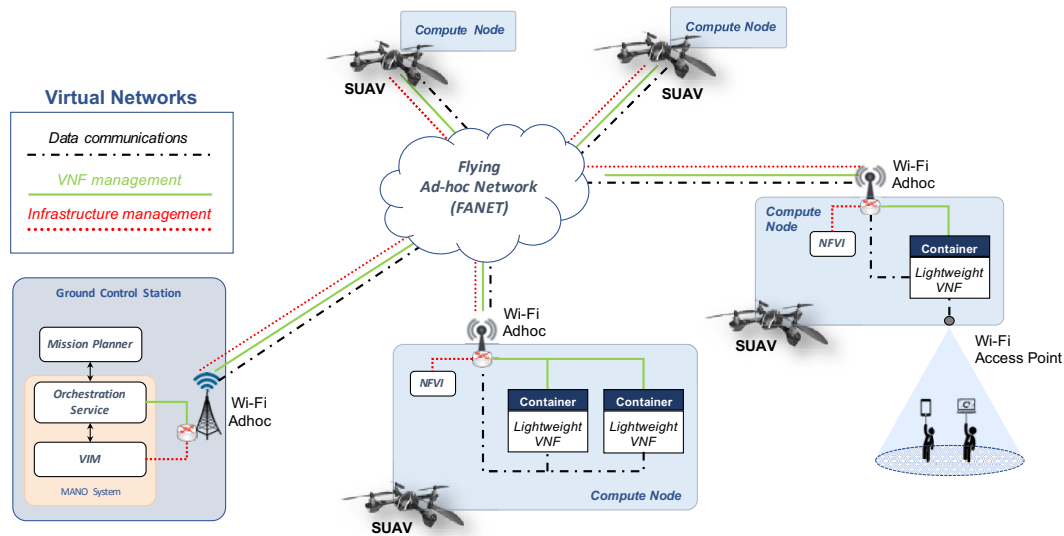 Compute Node
SUAV
Compute Node
SUAV
Virtual Networks
Data communications
VNF management
Infrastructure management
Flying
Ad-hoc Network
(FANET)
Wi-Fi
Adhoc
Compute
Node
NFVI
Container
Lightweight
VNF
SUAV
Wi-Fi
Access Point
Ground Control Station
Mission Planner
Orchestration
Service
VIM
MANO System
Wi-Fi
Adhoc
Wi-Fi
Adhoc
NFVI
Container
Lightweight
VNF
Container
Lightweight
VNF
Compute Node
SUAV